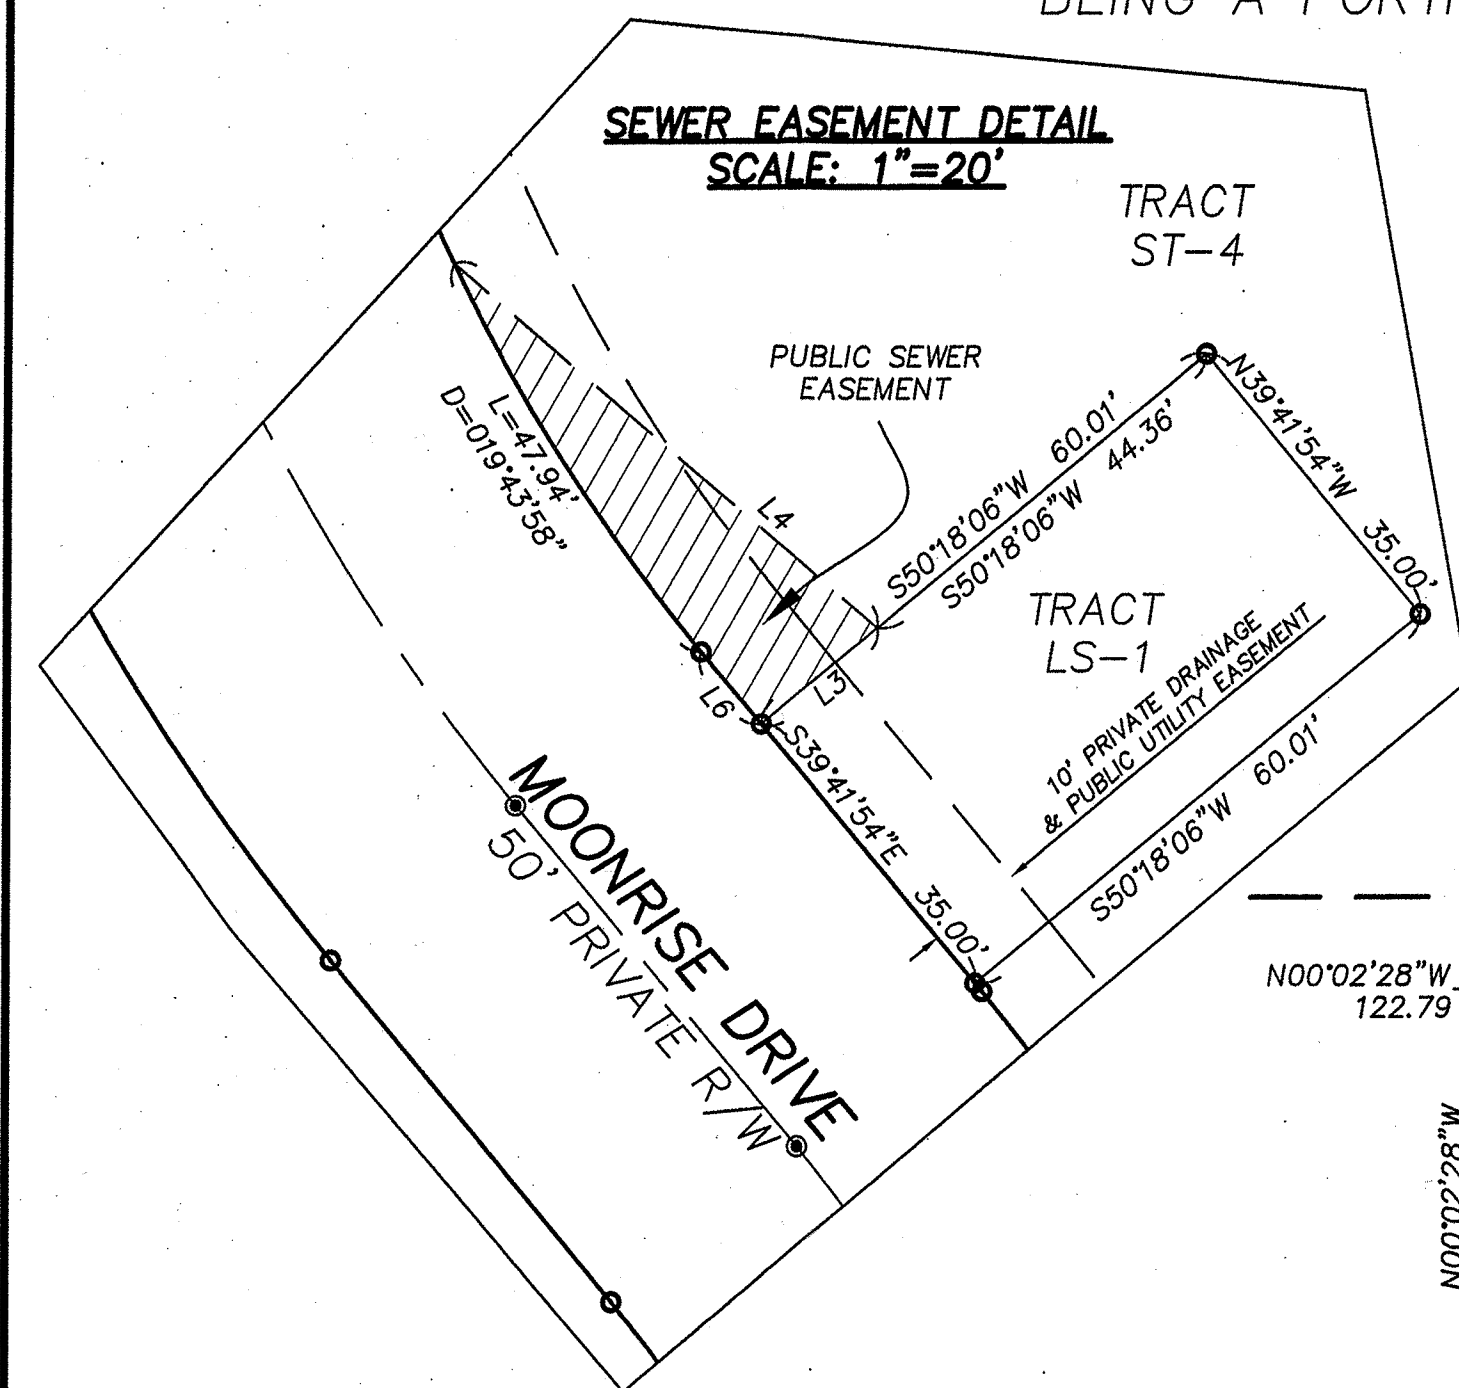 SEWER EASEMENT DETAIL
SCALE: 1"=20'
TRACT
ST-4
PUBLIC SEWER
EASEMENT
N39°41'54"W 35.00'
L=47.94'
D=019°43'58"
L4
S50°18'06"W 60.01'
S50°18'06"W 44.36'
TRACT
LS-1
L3
L6
10' PRIVATE DRAINAGE
& PUBLIC UTILITY EASEMENT
S39°41'54"E 35.00'
S50°18'06"W 60.01'
MOONRISE DRIVE
50' PRIVATE R/W
N00°02'28"W
122.79
N00°02'28"W